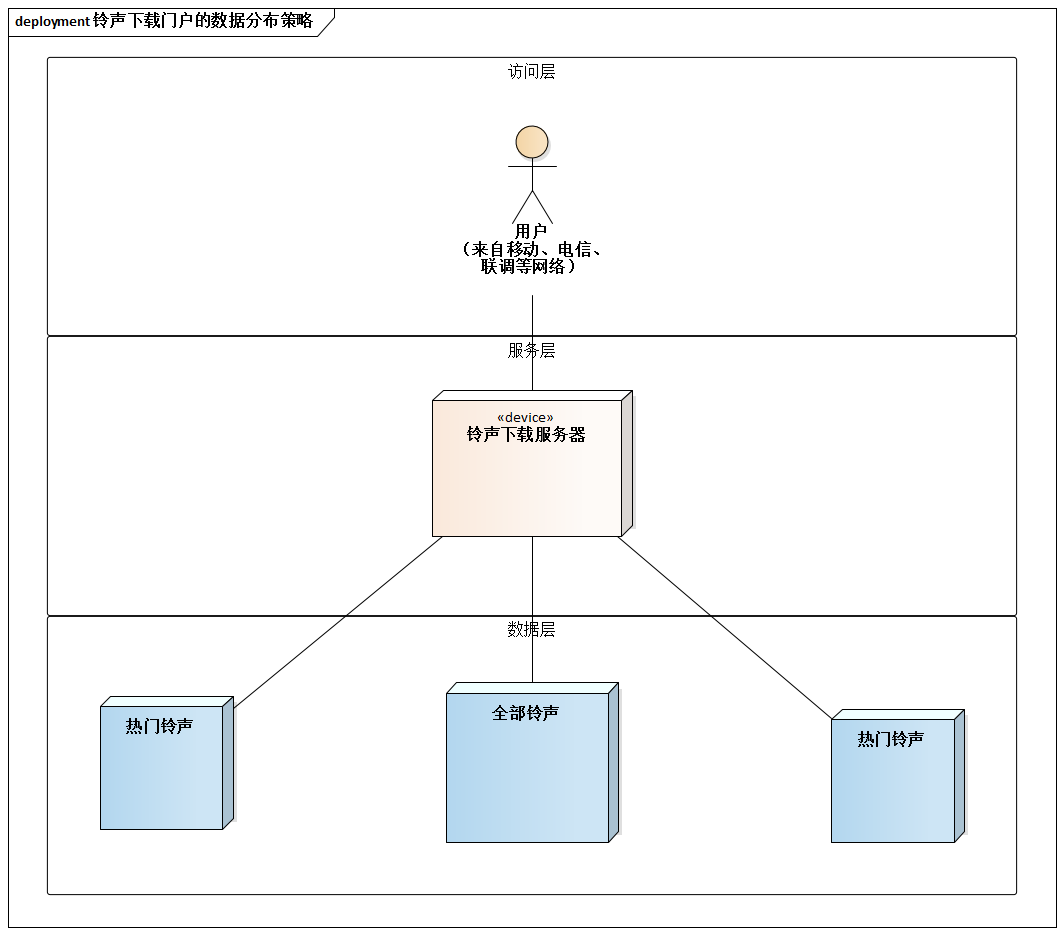 deployment 铃声下载门户的数据分布策略
访问层
用户
（来自移动、电信、
联调等网络）
服务层
«device»
铃声下载服务器
数据层
热门铃声
全部铃声
热门铃声